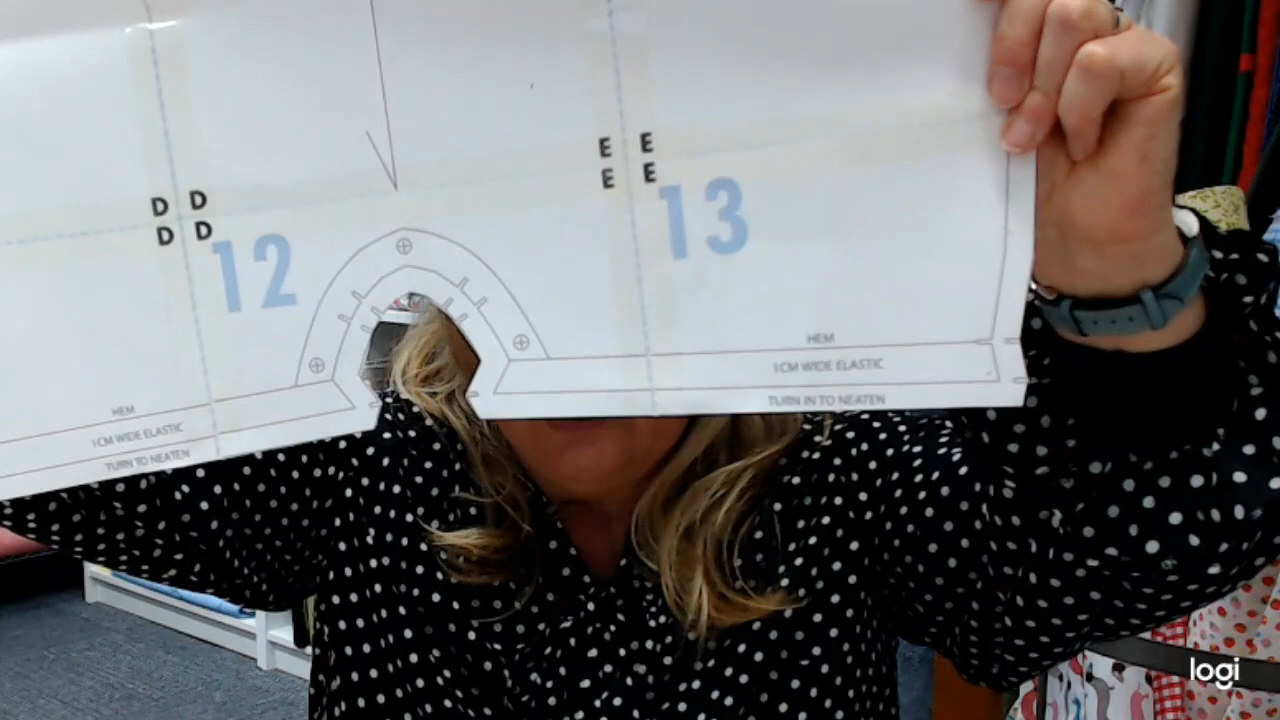 E E
E E
13
D D
D D
12
HEM
1CM WIDE ELASTIC
TURN IN TO NEATEN
HEM
1CM WIDE ELASTIC
TURN TO NEATEN
logi